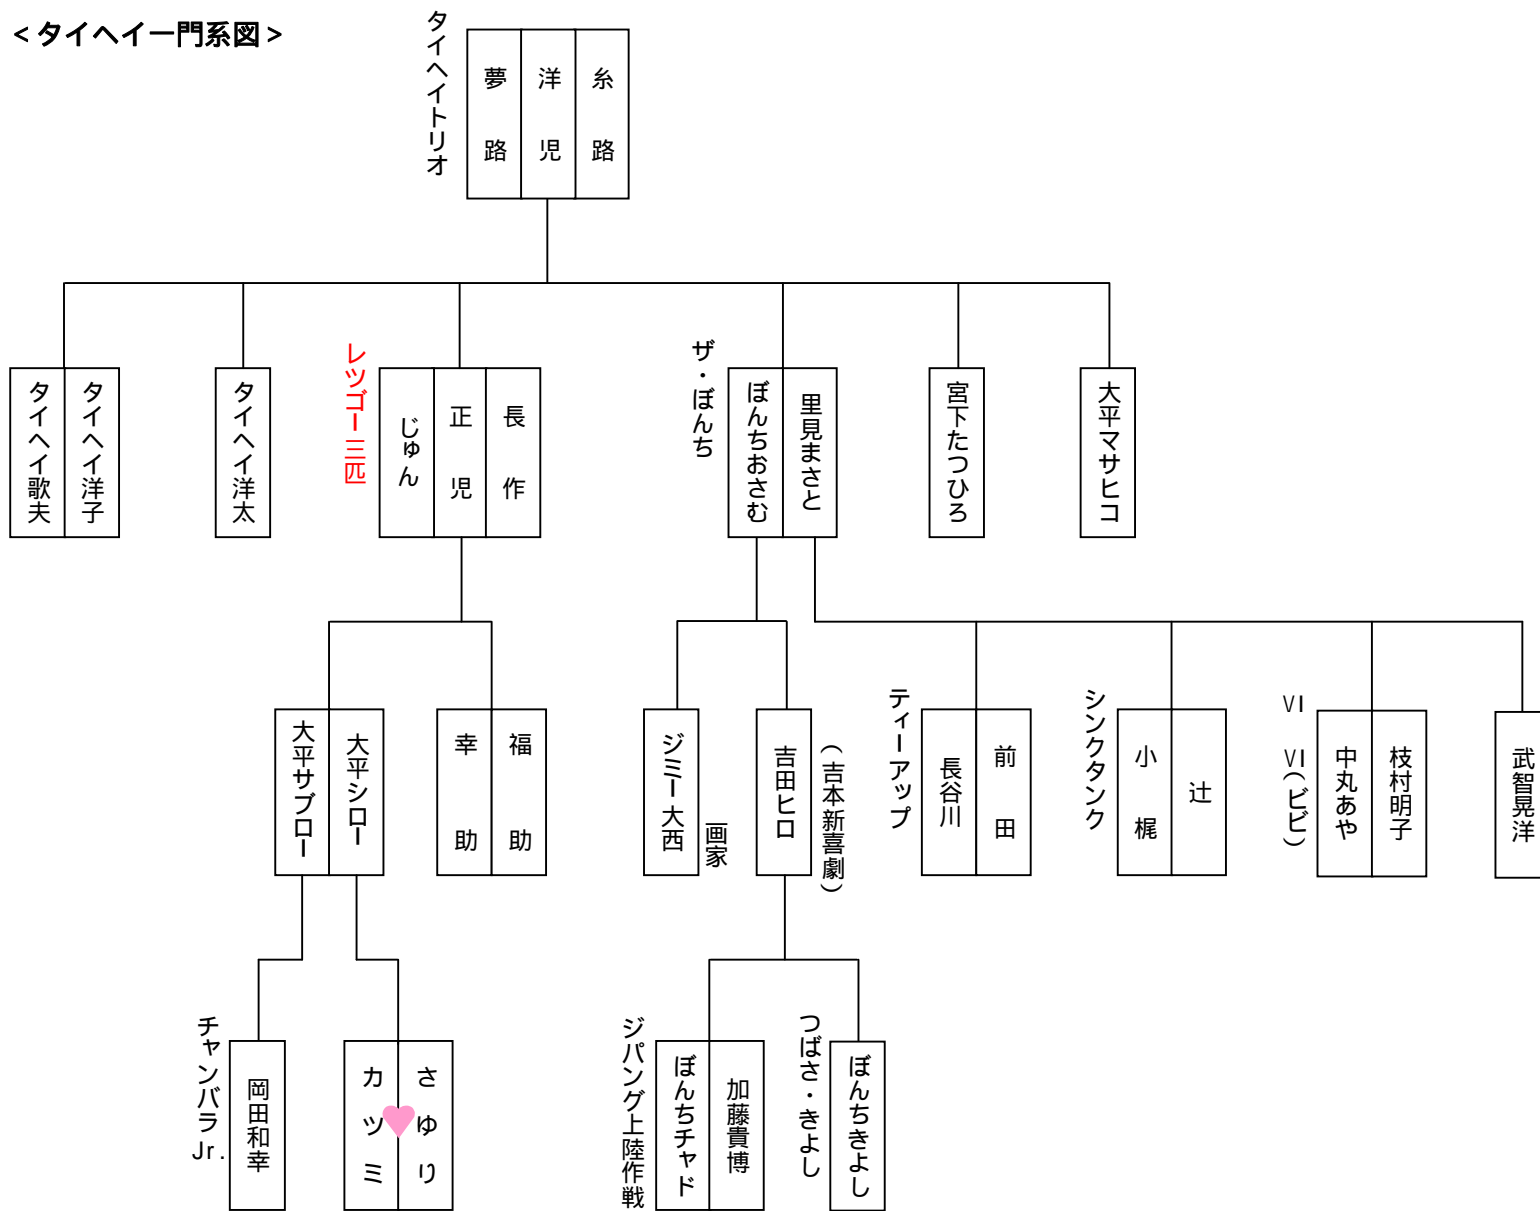 <タイヘイ一門系図>
タイヘイトリオ
夢路
洋児
糸路
タイヘイ歌夫
タイヘイ洋子
タイヘイ洋太
レツゴー三匹
じゅん
正児
長作
ザ・ぼんち
ぼんちおさむ
里見まさと
宮下たつひろ
大平マサヒコ
大平サブロー
大平シロー
幸助
福助
ジミー大西
画家
吉田ヒロ
(吉本新喜劇)
ティーアップ
長谷川
前田
シンクタンク
小梶
辻
VI VI(ビビ)
中丸あや
枝村明子
武智晃洋
チャンバラJr.
岡田和幸
カツミ
さゆり
ジパング上陸作戦
ぼんちチャド
加藤貴博
つばさ・きよし
ぼんちきよし